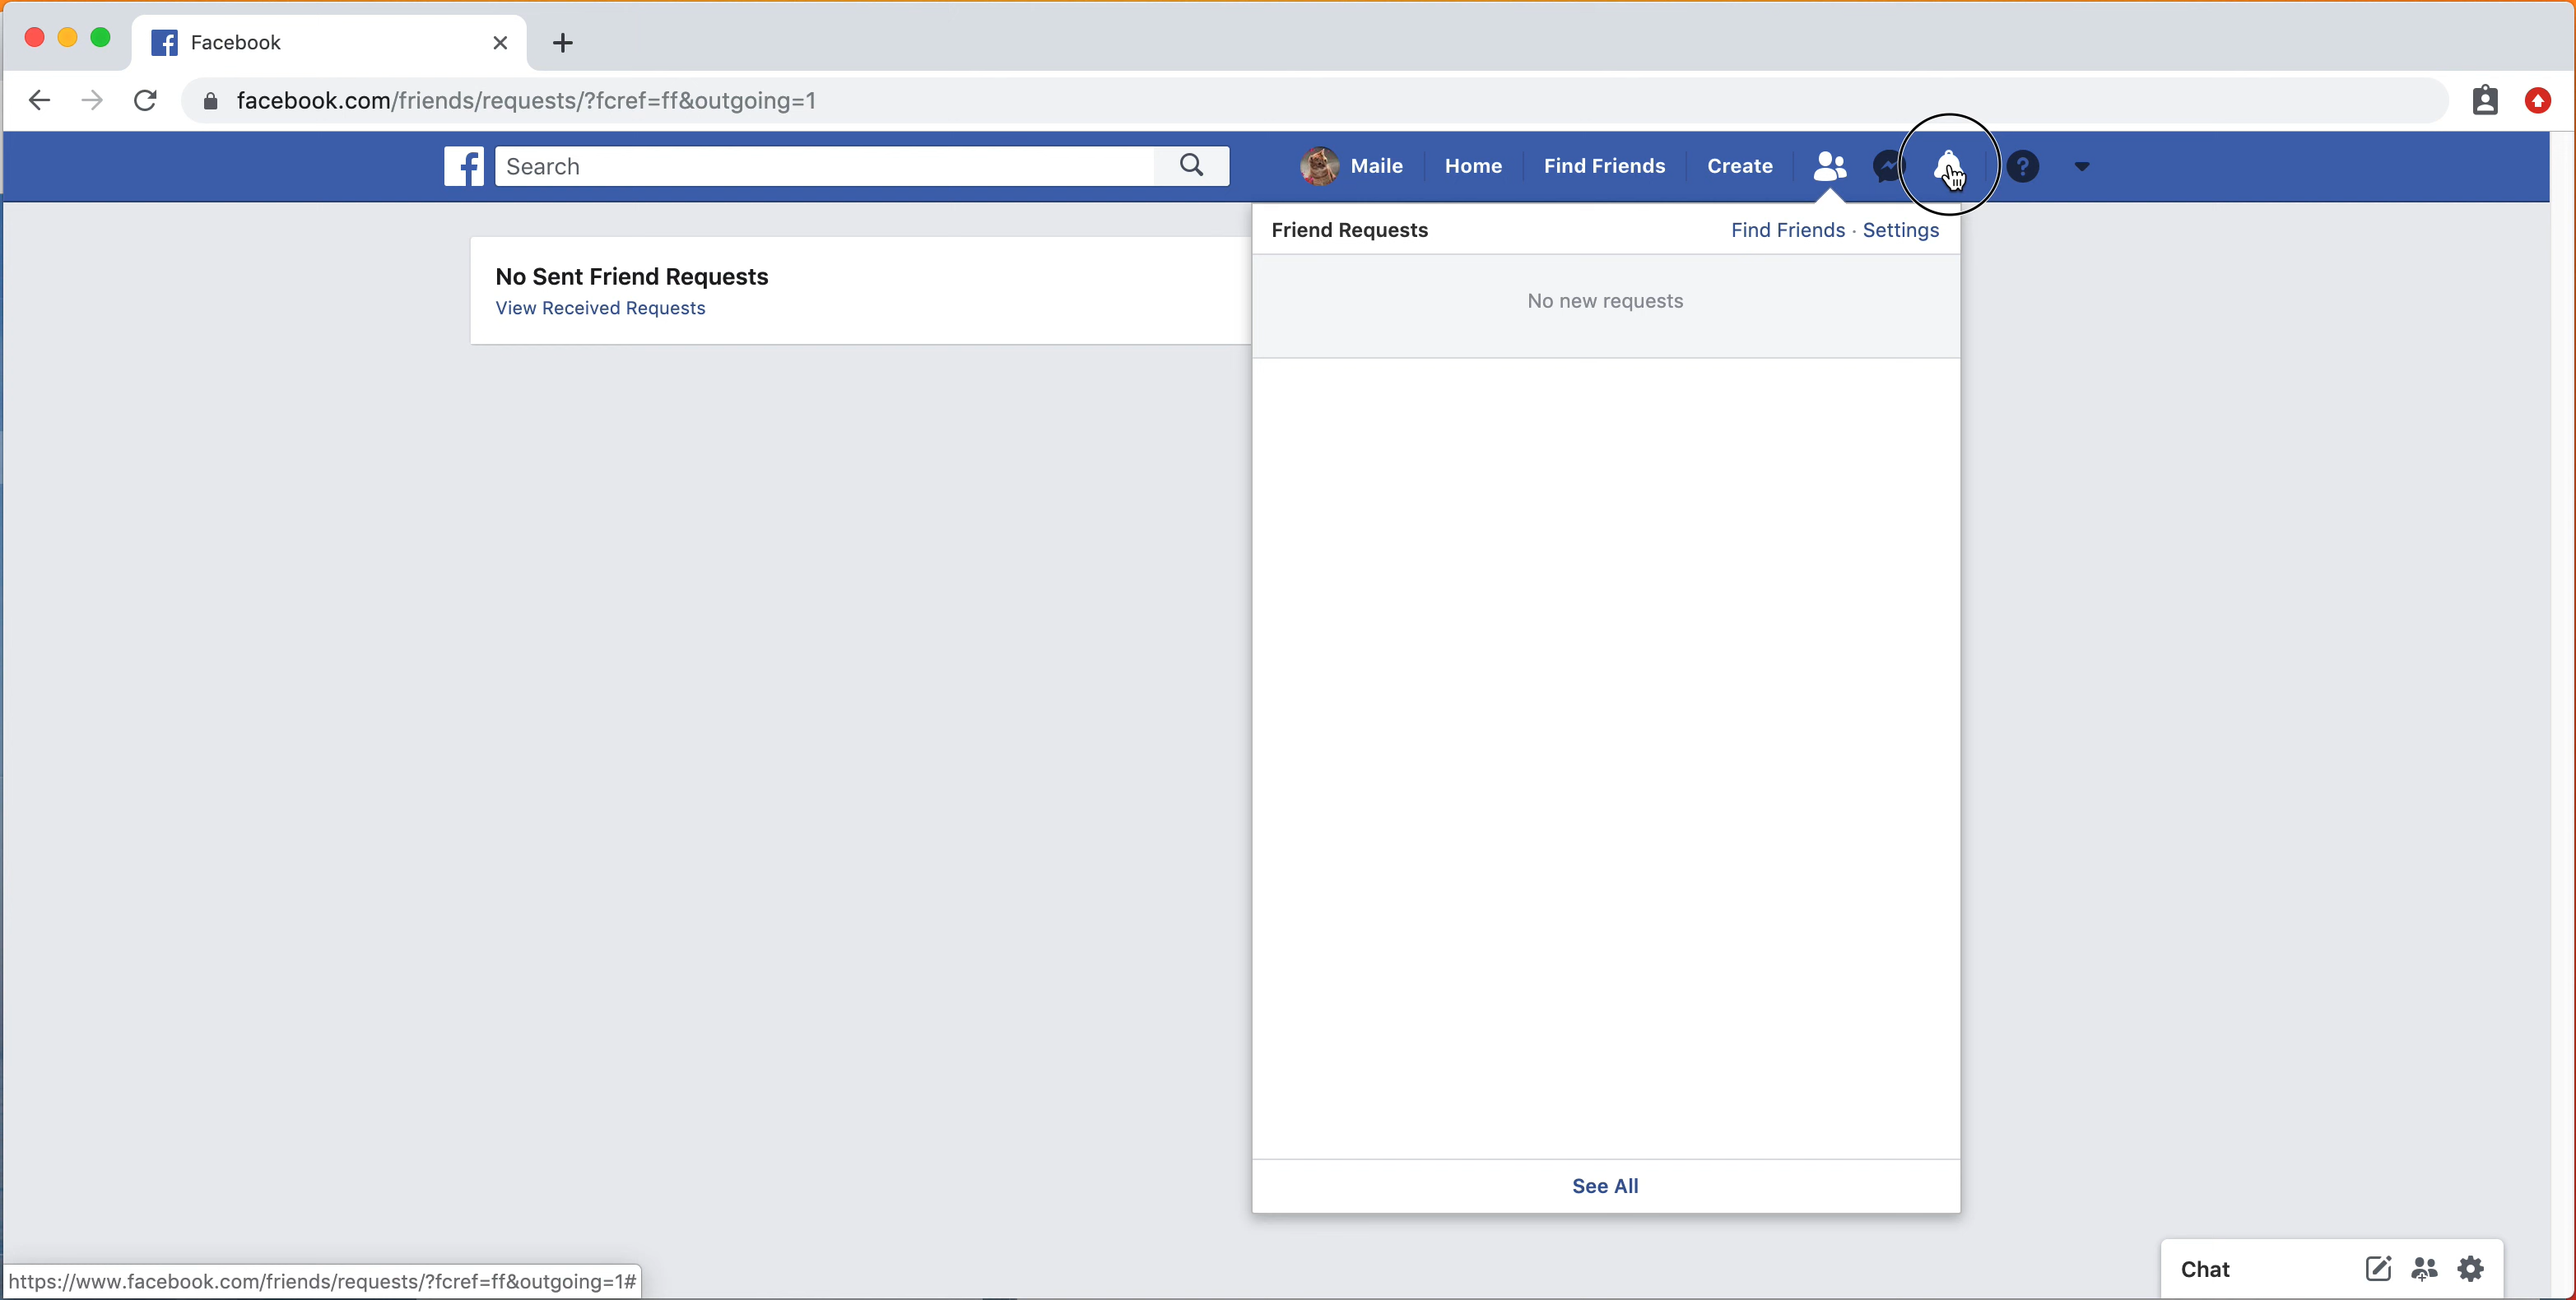 Facebook
facebook.com/friends/requests/?fcref=ff&outgoing=1
Search
Maile Home Find Friends Create
Friend Requests Find Friends · Settings
No new requests
No Sent Friend Requests
View Received Requests
See All
Chat
https://www.facebook.com/friends/requests/?fcref=ff&outgoing=1#